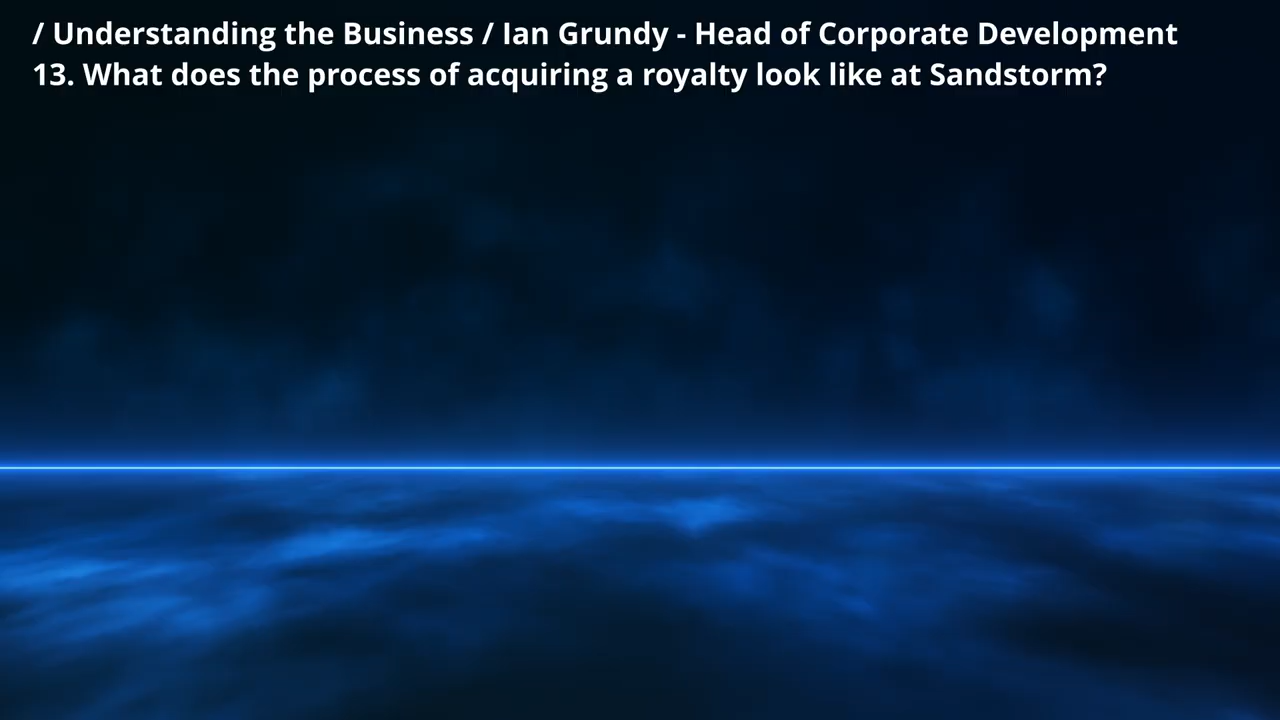 / Understanding the Business / Ian Grundy - Head of Corporate Development
13. What does the process of acquiring a royalty look like at Sandstorm?